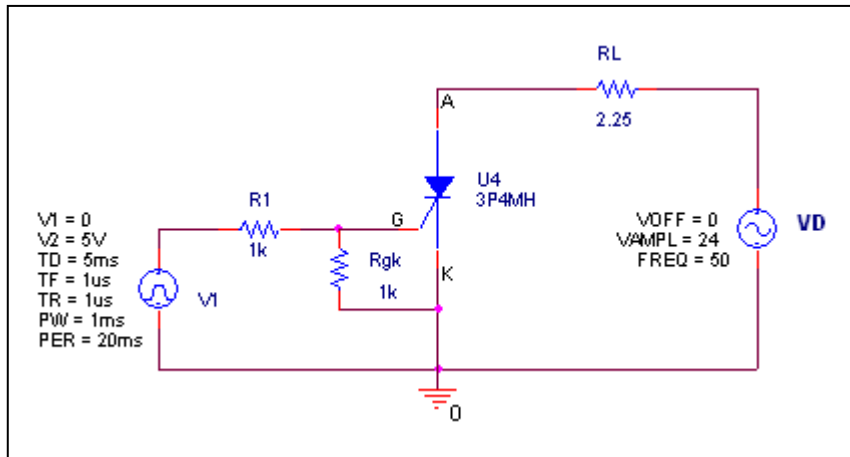 RL
A
2.25
U4
3P4MH
R1
G
1k
Rgk
1k
K
V1 = 0
V2 = 5V
TD = 5ms
TF = 1us
TR = 1us
PW = 1ms
PER = 20ms
V1
VOFF = 0
VAMPL = 24
FREQ = 50
VD
0